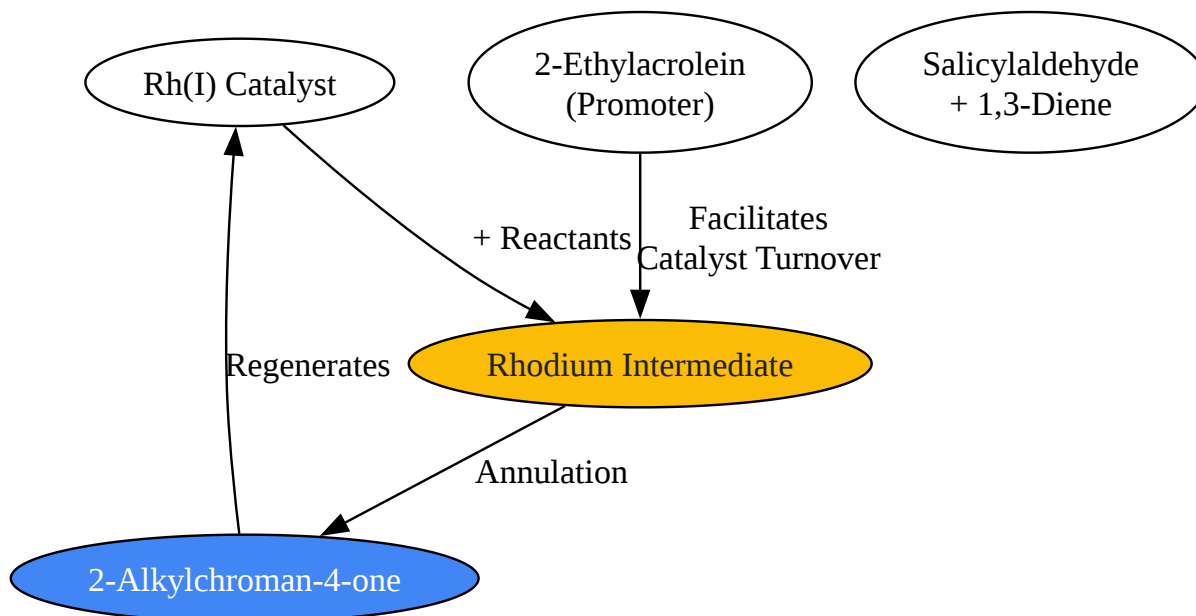 Rh(I) Catalyst
2-Ethylacrolein
(Promoter)
Salicylaldehyde
+ 1,3-Diene
+ Reactants
Facilitates
Catalyst Turnover
Regenerates
Rhodium Intermediate
Annulation
2-Alkylchroman-4-one